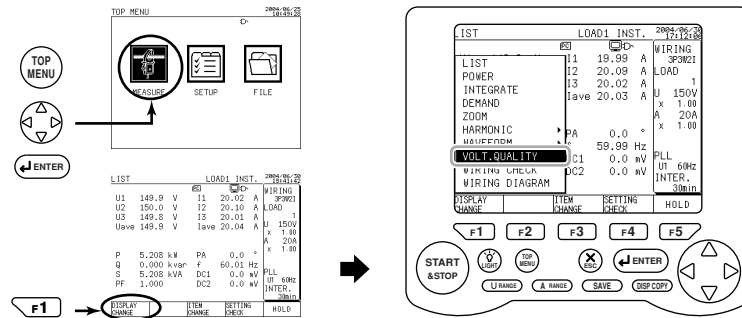 TOP MENU
2004/06/25
10:49:28
MEASURE
SETUP
FILE
TOP
MENU
ENTER
LIST LOAD1 INST.
2004/06/30
15:41:42
PC
U1 149.9 V I1 20.02 A
U2 150.0 V I2 20.10 A
U3 149.8 V I3 20.01 A
Uave 149.9 V Iave 20.04 A
P 5.208 kW PA 0.0 °
Q 0.000 kvar f 60.01 Hz
S 5.208 kVA DC1 0.0 mV
PF 1.000 DC2 0.0 mV
WIRING
3P3W2I
LOAD
1
U 150V
x 1.00
A 20A
x 1.00
PLL
U1 60Hz
INTER.
30min
DISPLAY
CHANGE
ITEM
CHANGE
SETTING
CHECK
HOLD
F1
LIST LOAD1 INST.
2004/06/30
PC
LIST
POWER
INTEGRATE
DEMAND
ZOOM
HARMONIC
WAVEFORM
VOLT.QUALITY
WIRING CHECK
WIRING DIAGRAM
I1 19.99 A
I2 20.09 A
I3 20.02 A
Iave 20.03 A
PA 0.0 °
59.99 Hz
C1 0.0 mV
DC2 0.0 mV
WIRING
3P3W2I
LOAD
1
U 150V
x 1.00
A 20A
x 1.00
PLL
U1 60Hz
INTER.
30min
DISPLAY
CHANGE
ITEM
CHANGE
SETTING
CHECK
HOLD
F1 F2 F3 F4 F5
START
&STOP
LIGHT
TOP
MENU
ESC
ENTER
U RANGE
A RANGE
SAVE
DISP COPY